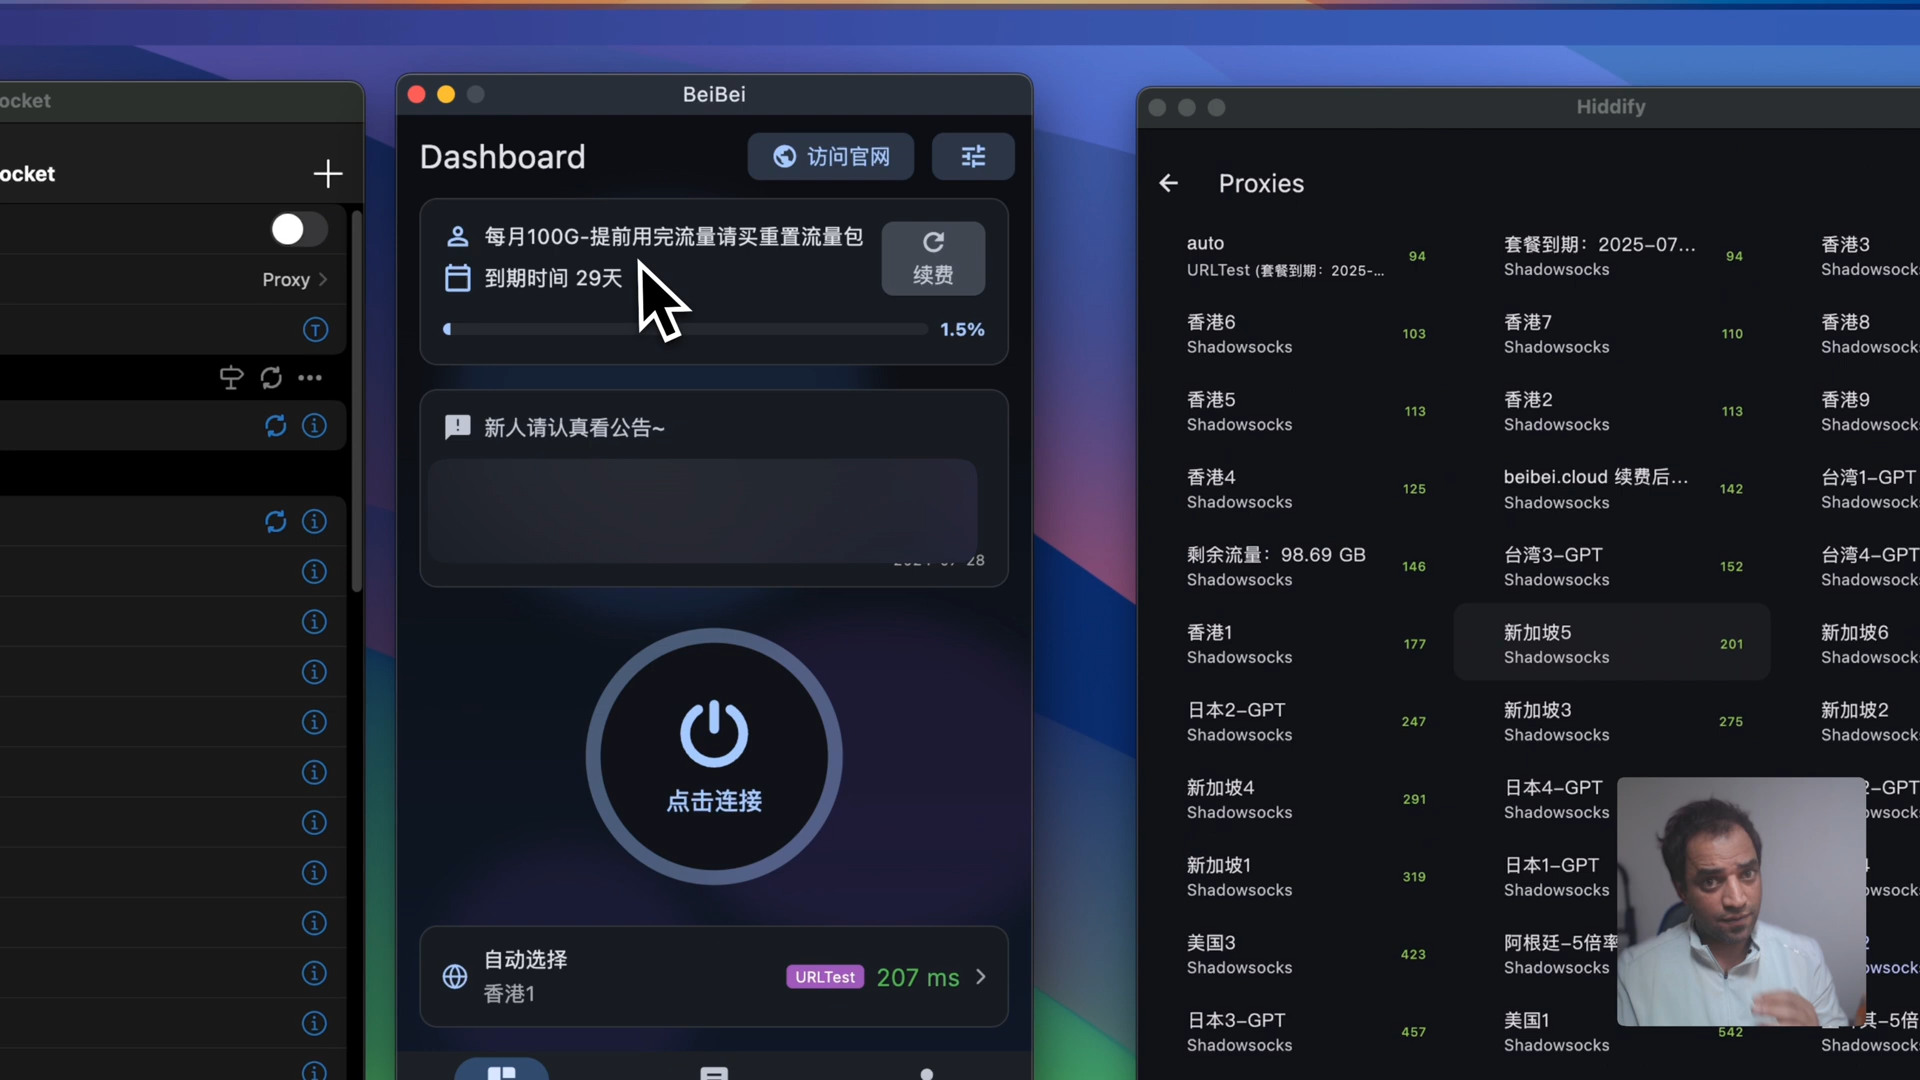 ocket
ocket
Proxy
T
BeiBei
Dashboard
访问官网
每月100G-提前用完流量请买重置流量包
到期时间 29天
续费
1.5%
新人请认真看公告~
点击连接
自动选择
香港1
URLTest
207 ms
Hiddify
Proxies
auto
URLTest (套餐到期：2025-...
94
套餐到期：2025-07...
Shadowsocks
94
香港3
Shadowsock
香港6
Shadowsocks
103
香港7
Shadowsocks
110
香港8
Shadowsock
香港5
Shadowsocks
113
香港2
Shadowsocks
113
香港9
Shadowsock
香港4
Shadowsocks
125
beibei.cloud 续费后...
Shadowsocks
142
台湾1-GPT
Shadowsock
剩余流量：98.69 GB
Shadowsocks
146
台湾3-GPT
Shadowsocks
152
台湾4-GPT
Shadowsock
香港1
Shadowsocks
177
新加坡5
Shadowsocks
201
新加坡6
Shadowsock
日本2-GPT
Shadowsocks
247
新加坡3
Shadowsocks
275
新加坡2
Shadowsock
新加坡4
Shadowsocks
291
日本4-GPT
Shadowsocks
2-GPT
owsock
新加坡1
Shadowsocks
319
日本1-GPT
Shadowsocks
owsock
美国3
Shadowsocks
423
阿根廷-5倍率
Shadowsocks
owsock
日本3-GPT
Shadowsocks
457
美国1
Shadowsocks
542
其-5倍
Shadowsock